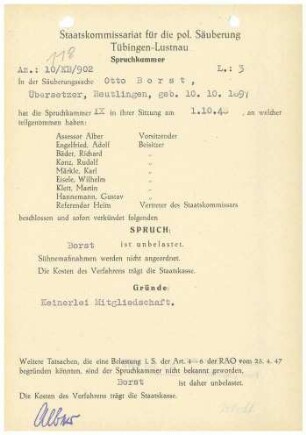 Staatskommissariat für die pol. Säuberung
Tübingen-Lustnau
Spruchkammer
118
Az.: 10/XB/902 L.: 3
In der Säuberungssache Otto Borst,
Übersetzer, Reutlingen, geb. 10. 10. 1897
hat die Spruchkammer IX in ihrer Sitzung am 1.10.48, an welcher
teilgenommen haben:
Assessor Alber Vorsitzender
Engelfried, Adolf Beisitzer
Bader, Richard "
Kanz, Rudolf "
Märkle, Karl "
Eisele, Wilhelm "
Klett, Martin "
Hannemann, Gustav "
Referendar Heim Vertreter des Staatskommissars
beschlossen und sofort verkündet folgenden
SPRUCH:
Borst ist unbelastet.
Sühnemaßnahmen werden nicht angeordnet.
Die Kosten des Verfahrens trägt die Staatskasse.
Gründe:
Keinerlei Mitgliedschaft.
Weitere Tatsachen, die eine Belastung i. S. der Art. 6 der RAO vom 25. 4. 47
begründen können, sind der Spruchkammer nicht bekannt geworden,
Borst ist daher unbelastet.
Die Kosten des Verfahrens trägt die Staatskasse.
Alber